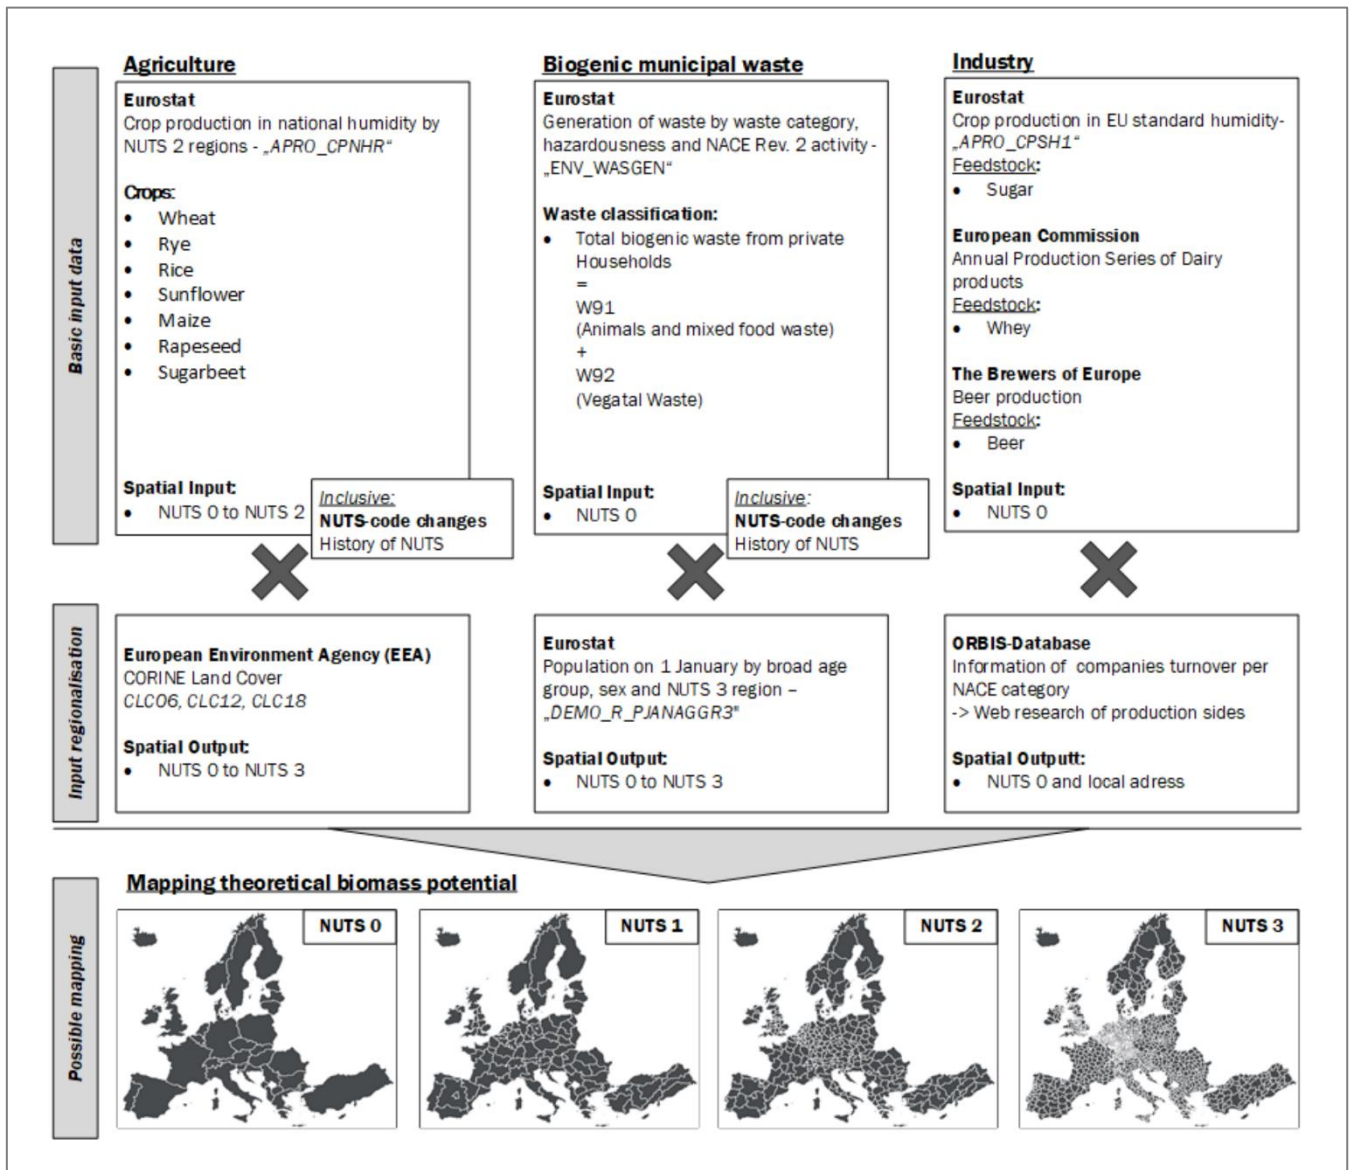 Basic input data
Agriculture
Eurostat
Crop production in national humidity by
NUTS 2 regions - „APRO_CPNHR“
Crops:
• Wheat
• Rye
• Rice
• Sunflower
• Maize
• Rapeseed
• Sugarbeet
Spatial Input:
• NUTS 0 to NUTS 2
Inclusive:
NUTS-code changes
History of NUTS
Biogenic municipal waste
Eurostat
Generation of waste by waste category,
hazardousness and NACE Rev. 2 activity -
„ENV_WASGEN“
Waste classification:
• Total biogenic waste from private
Households
=
W91
(Animals and mixed food waste)
+
W92
(Vegatal Waste)
Spatial Input:
• NUTS 0
Inclusive:
NUTS-code changes
History of NUTS
Industry
Eurostat
Crop production in EU standard humidity-
„APRO_CPSH1“
Feedstock:
• Sugar
European Commission
Annual Production Series of Dairy
products
Feedstock:
• Whey
The Brewers of Europe
Beer production
Feedstock:
• Beer
Spatial Input:
• NUTS 0
Input regionalisation
European Environment Agency (EEA)
CORINE Land Cover
CLC06, CLC12, CLC18
Spatial Output:
• NUTS 0 to NUTS 3
Eurostat
Population on 1 January by broad age
group, sex and NUTS 3 region –
„DEMO_R_PJANAGGR3"
Spatial Output:
• NUTS 0 to NUTS 3
ORBIS-Database
Information of companies turnover per
NACE category
-> Web research of production sides
Spatial Outputt:
• NUTS 0 and local adress
Possible mapping
Mapping theoretical biomass potential
NUTS 0
NUTS 1
NUTS 2
NUTS 3